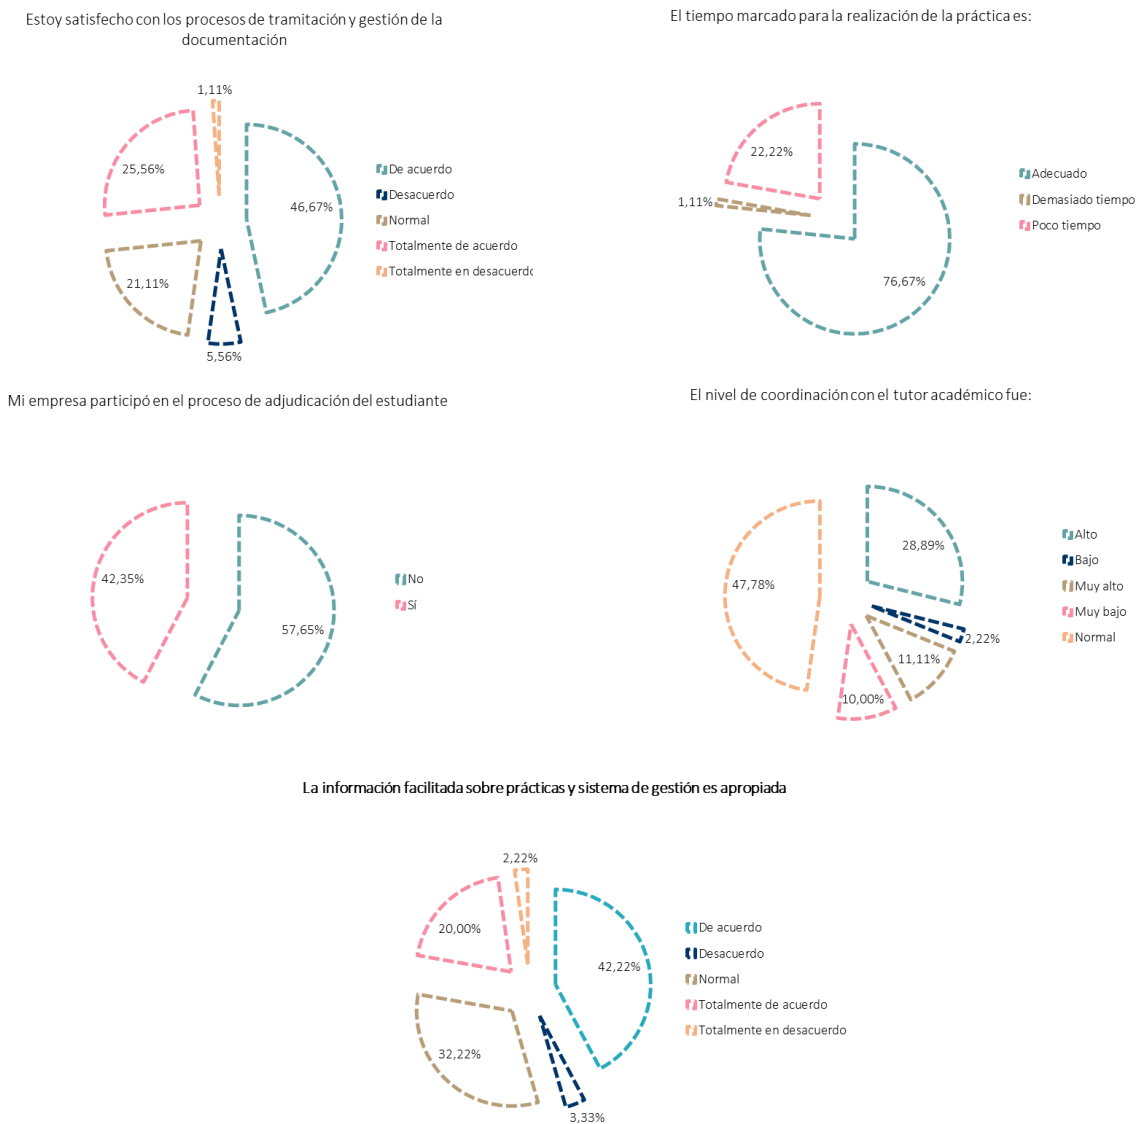 Estoy satisfecho con los procesos de tramitación y gestión de la
documentación
1,11%
25,56%
46,67%
21,11%
5,56%
De acuerdo
Desacuerdo
Normal
Totalmente de acuerdo
Totalmente en desacuerdo
El tiempo marcado para la realización de la práctica es:
22,22%
1,11%
76,67%
Adecuado
Demasiado tiempo
Poco tiempo
Mi empresa participó en el proceso de adjudicación del estudiante
42,35%
57,65%
No
Sí
El nivel de coordinación con el tutor académico fue:
28,89%
47,78%
2,22%
11,11%
10,00%
Alto
Bajo
Muy alto
Muy bajo
Normal
La información facilitada sobre prácticas y sistema de gestión es apropiada
2,22%
20,00%
42,22%
32,22%
3,33%
De acuerdo
Desacuerdo
Normal
Totalmente de acuerdo
Totalmente en desacuerdo